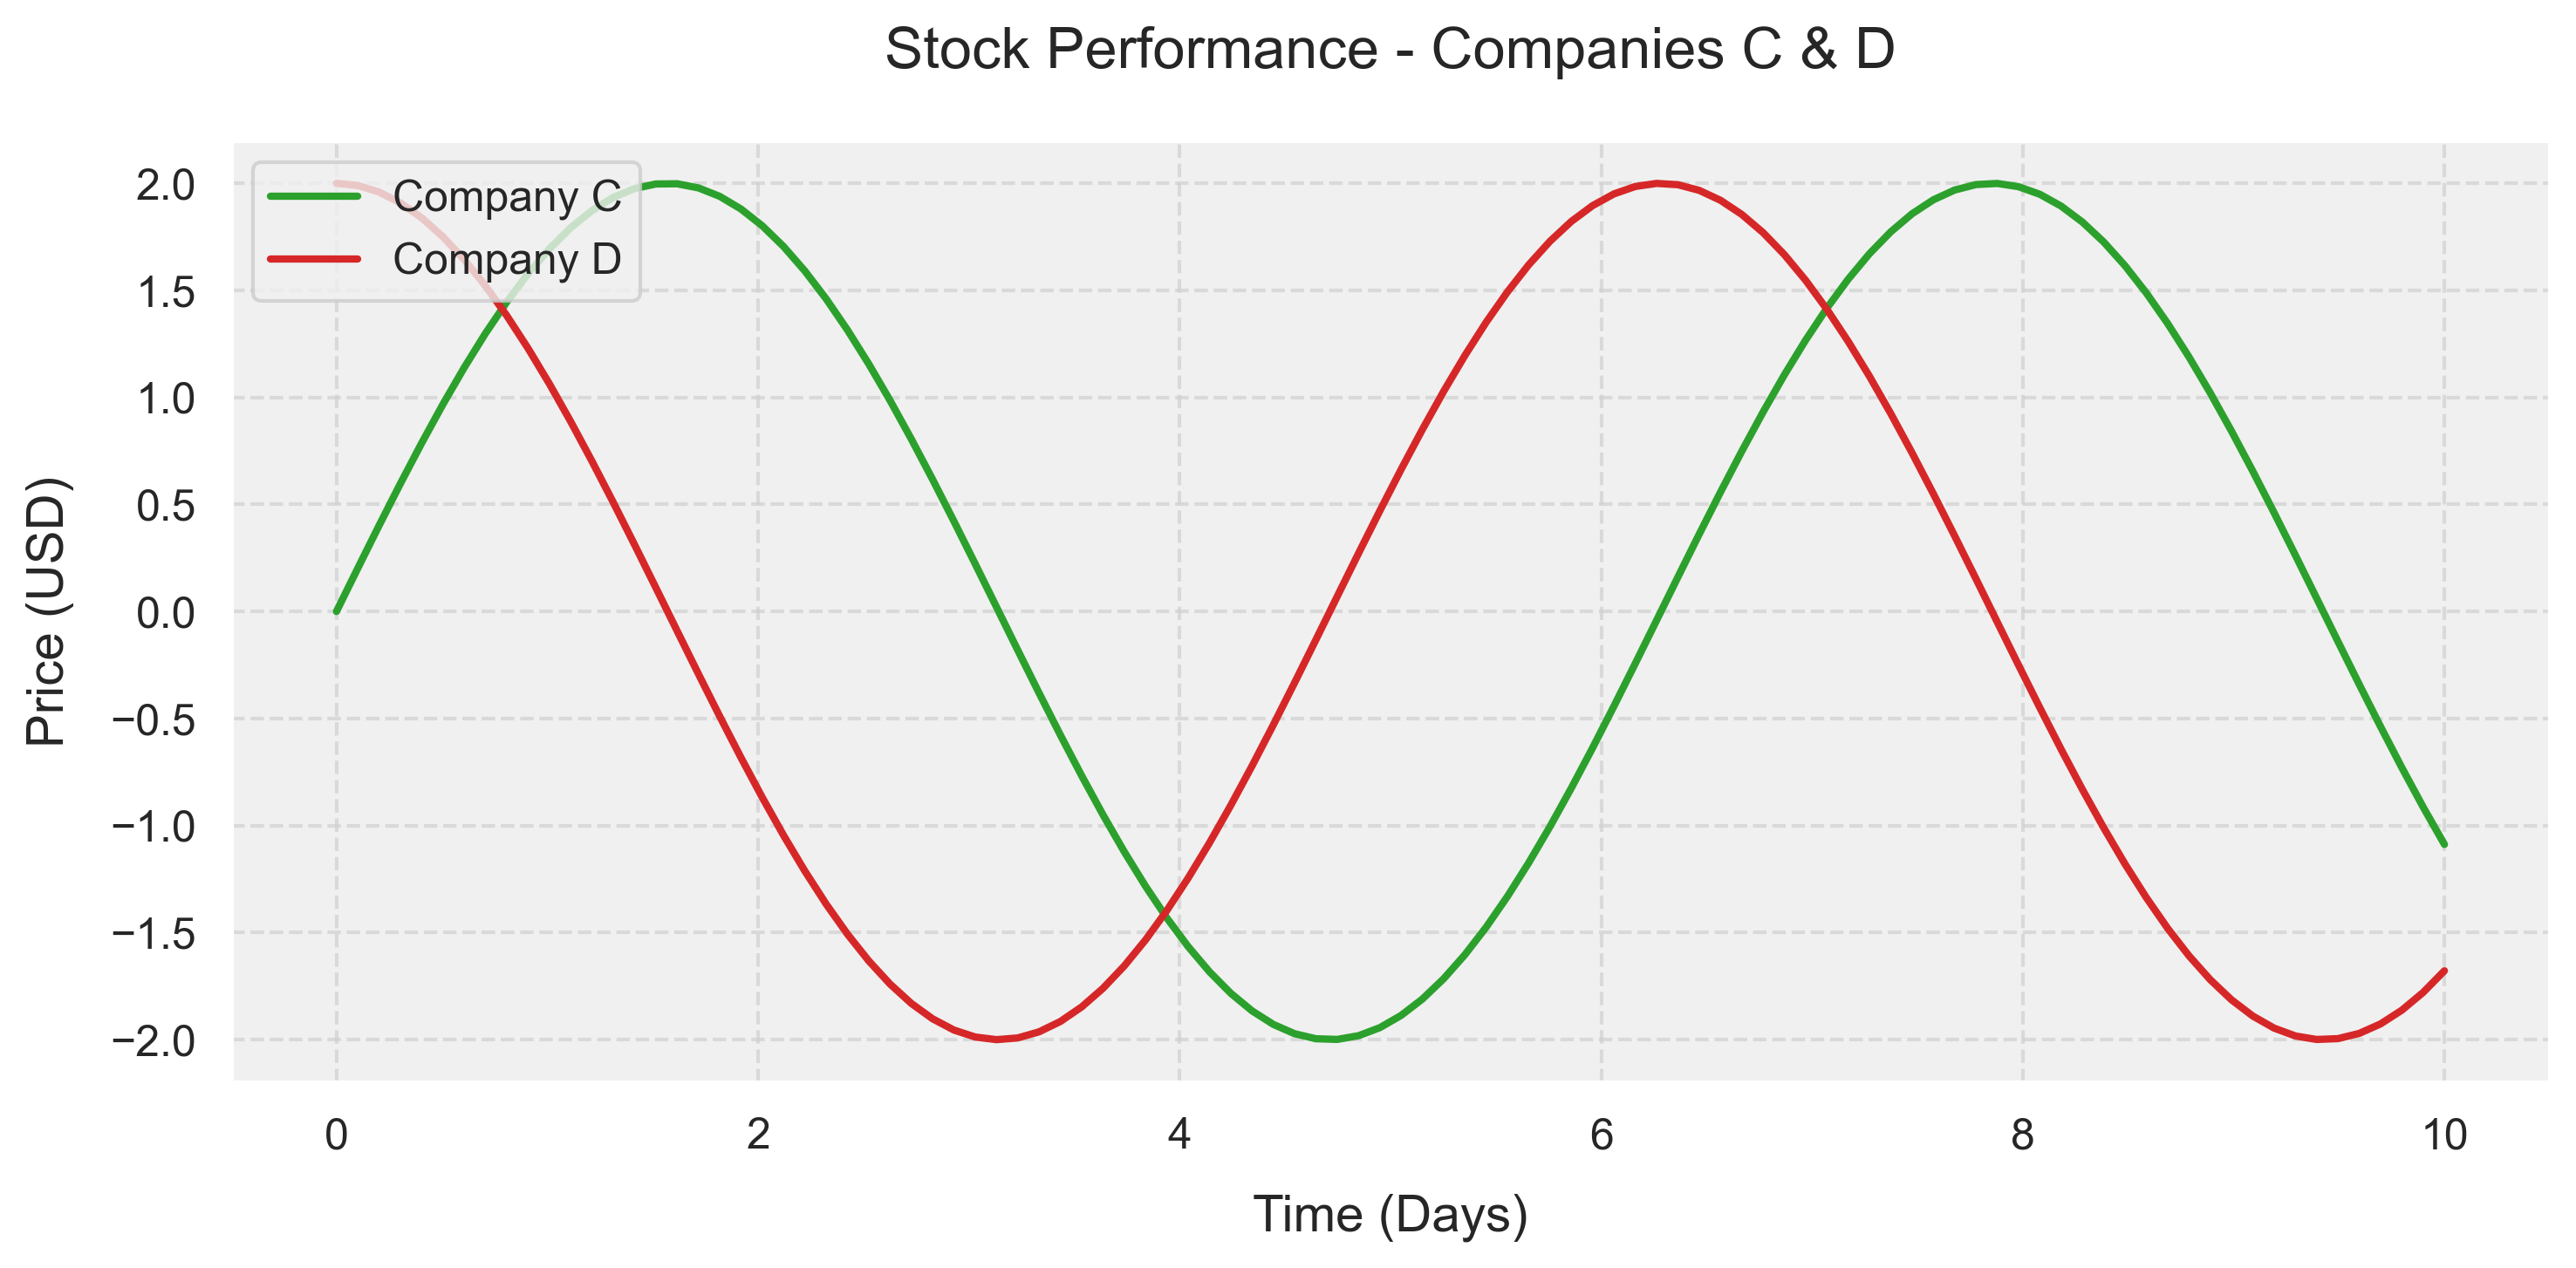 Stock Performance - Companies C & D
Company C
Company D
Price (USD)
2.0
1.5
1.0
0.5
0.0
−0.5
−1.0
−1.5
−2.0
0 2 4 6 8 10
Time (Days)